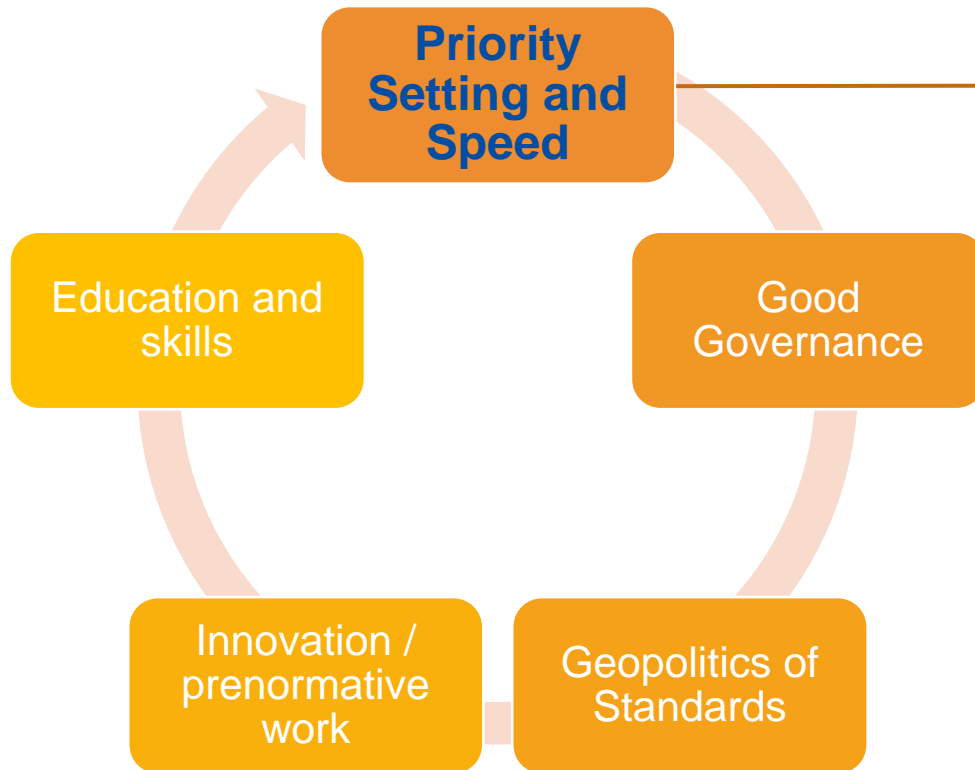 Priority
Setting and
Speed
Good
Governance
Geopolitics of
Standards
Innovation /
prenormative
work
Education and
skills